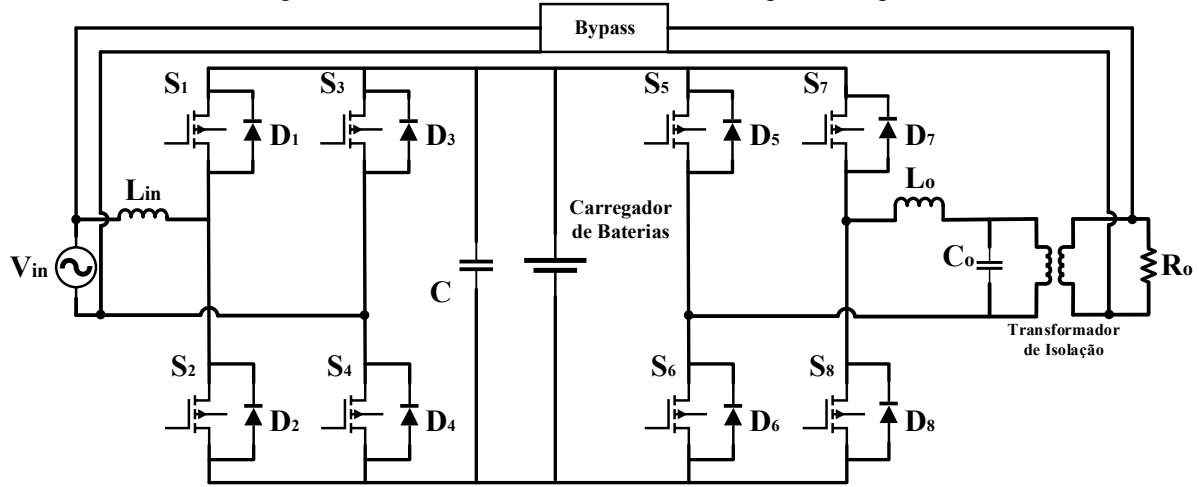 Bypass
S1
S3
S5
S7
D1
D3
D5
D7
Lin
Lo
Carregador
de Baterias
Vin
C
Co
Ro
Transformador
de Isolação
S2
S4
S6
S8
D2
D4
D6
D8